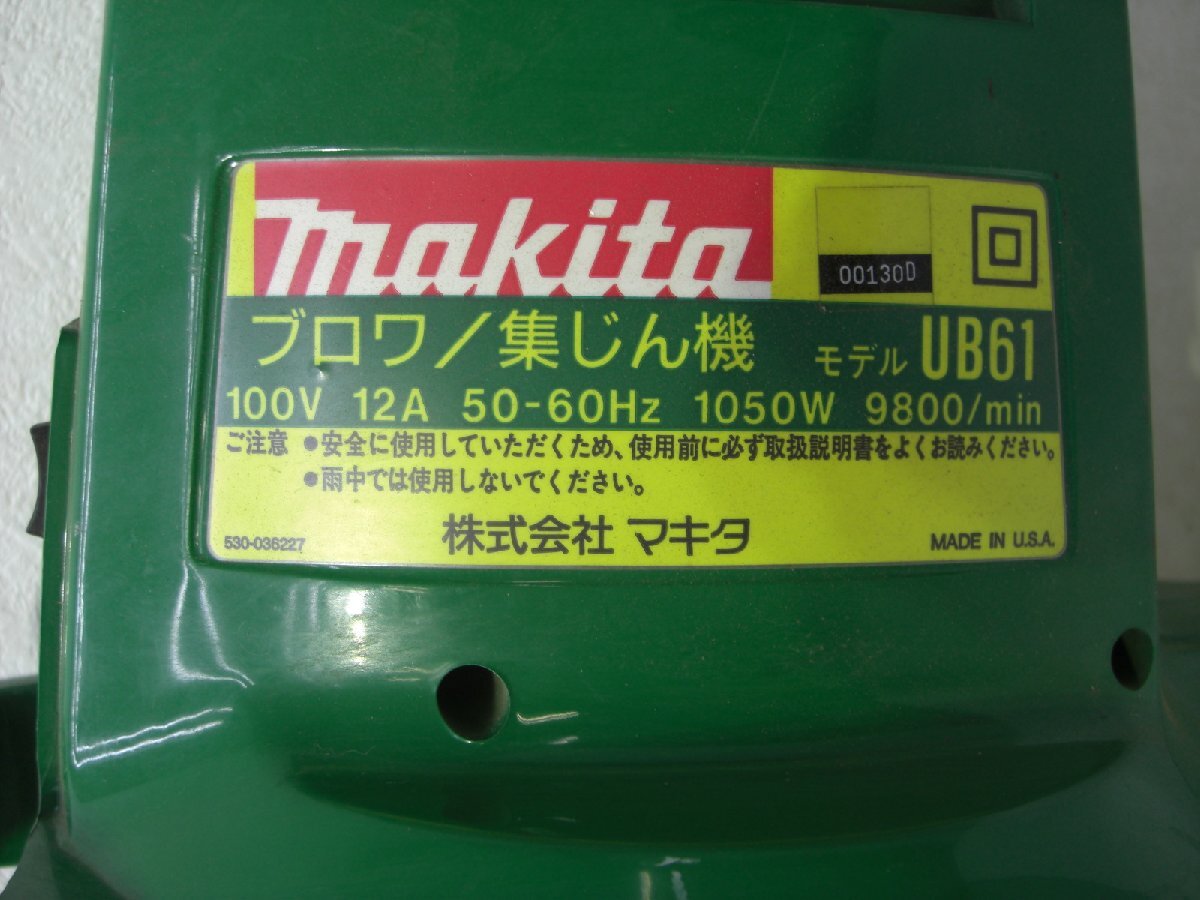 makita
00130D
ブロワ/集じん機 モデル UB61
100V 12A 50-60Hz 1050W 9800/min
ご注意 ●安全に使用していただくため、使用前に必ず取扱説明書をよくお読みください。
●雨中では使用しないでください。
530-036227 株式会社 マキタ MADE IN U.S.A.